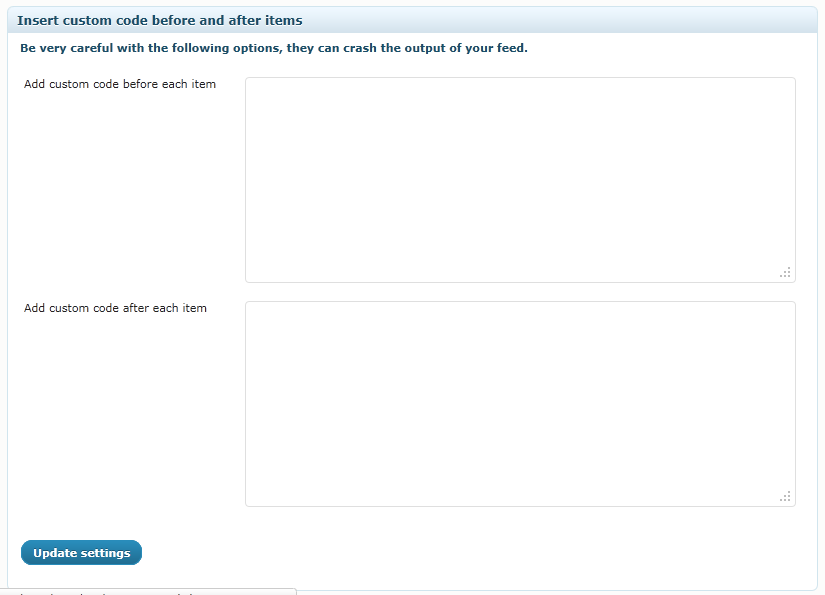 Insert custom code before and after items
Be very careful with the following options, they can crash the output of your feed.
Add custom code before each item
Add custom code after each item
Update settings